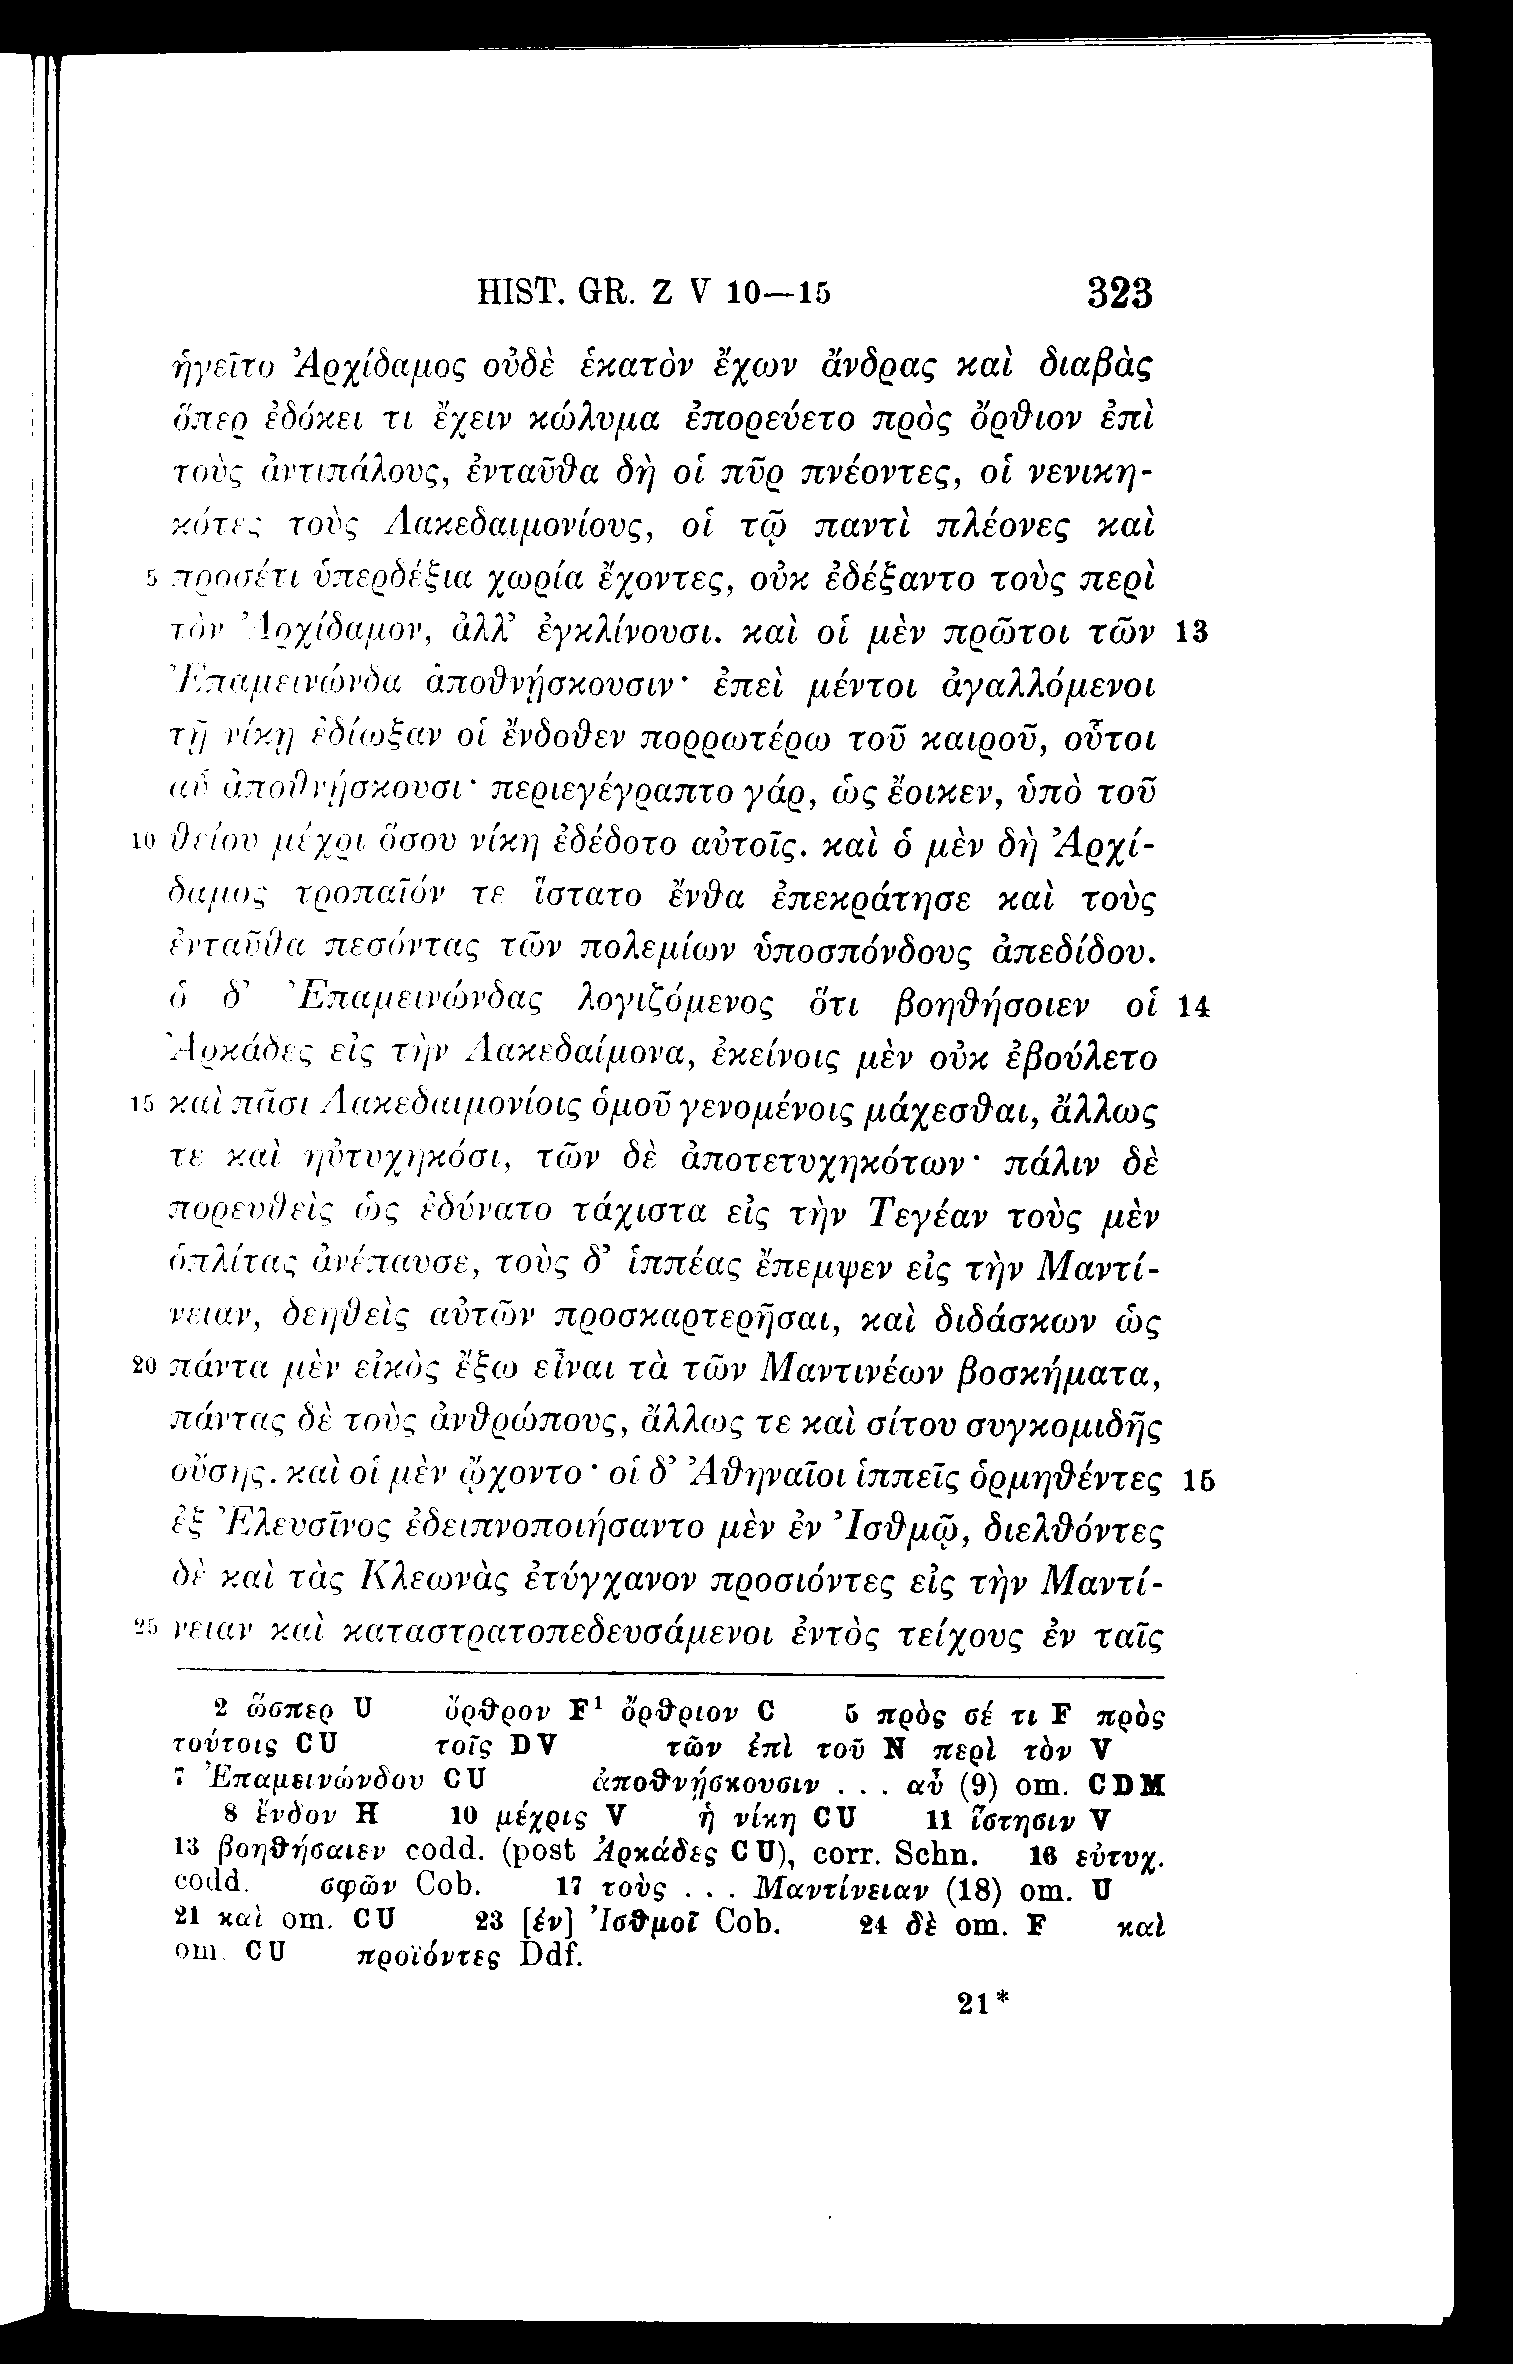 HIST. GR. Z V 10—15 323
ἡγεῖτο Ἀρχίδαμος οὐδὲ ἑκατὸν ἔχων ἄνδρας καὶ διαβὰς
ὅπερ ἐδόκει τι ἔχειν κώλυμα ἐπορεύετο πρὸς ὄρθιον ἐπὶ
τοὺς ἀντιπάλους, ἐνταῦθα δὴ οἱ πῦρ πνέοντες, οἱ νενικη-
κότες τοὺς Λακεδαιμονίους, οἱ τῷ παντὶ πλέονες καὶ
5 προσέτι ὑπερδέξια χωρία ἔχοντες, οὐκ ἐδέξαντο τοὺς περὶ
τὸν Ἀρχίδαμον, ἀλλ’ ἐγκλίνουσι. καὶ οἱ μὲν πρῶτοι τῶν 13
Ἐπαμεινώνδα ἀποθνῄσκουσιν· ἐπεὶ μέντοι ἀγαλλόμενοι
τῇ νίκῃ ἐδίωξαν οἱ ἔνδοθεν πορρωτέρω τοῦ καιροῦ, οὗτοι
αὖ ἀποθνῄσκουσι· περιεγέγραπτο γάρ, ὡς ἔοικεν, ὑπὸ τοῦ
10 θείου μέχρι ὅσου νίκη ἐδέδοτο αὐτοῖς. καὶ ὁ μὲν δὴ Ἀρχί-
δαμος τροπαῖόν τε ἵστατο ἔνθα ἐπεκράτησε καὶ τοὺς
ἐνταῦθα πεσόντας τῶν πολεμίων ὑποσπόνδους ἀπεδίδου.
ὁ δ’ Ἐπαμεινώνδας λογιζόμενος ὅτι βοηθήσοιεν οἱ 14
Ἀρκάδες εἰς τὴν Λακεδαίμονα, ἐκείνοις μὲν οὐκ ἐβούλετο
15 καὶ πᾶσι Λακεδαιμονίοις ὁμοῦ γενομένοις μάχεσθαι, ἄλλως
τε καὶ ηὐτυχηκόσι, τῶν δὲ ἀποτετυχηκότων· πάλιν δὲ
πορευθεὶς ὡς ἐδύνατο τάχιστα εἰς τὴν Τεγέαν τοὺς μὲν
ὁπλίτας ἀνέπαυσε, τοὺς δ’ ἱππέας ἔπεμψεν εἰς τὴν Μαντί-
νειαν, δεηθεὶς αὐτῶν προσκαρτερῆσαι, καὶ διδάσκων ὡς
20 πάντα μὲν εἰκὸς ἔξω εἶναι τὰ τῶν Μαντινέων βοσκήματα,
πάντας δὲ τοὺς ἀνθρώπους, ἄλλως τε καὶ σίτου συγκομιδῆς
οὔσης. καὶ οἱ μὲν ᾤχοντο· οἱ δ’ Ἀθηναῖοι ἱππεῖς ὁρμηθέντες 15
ἐξ Ἐλευσῖνος ἐδειπνοποιήσαντο μὲν ἐν Ἰσθμῷ, διελθόντες
δὲ καὶ τὰς Κλεωνὰς ἐτύγχανον προσιόντες εἰς τὴν Μαντί-
25 νειαν καὶ καταστρατοπεδευσάμενοι ἐντὸς τείχους ἐν ταῖς
2 ὥσπερ U ὄρθρον F¹ ὄρθριον C 5 πρὸς σέ τι F πρὸς
τούτοις CU τοῖς DV τῶν ἐπὶ τοῦ N περὶ τὸν V
7 Ἐπαμεινώνδου CU ἀποθνῄσκουσιν . . . αὖ (9) om. CDM
8 ἔνδον H 10 μέχρις V ἡ νίκη CU 11 ἵστησιν V
13 βοηθήσαιεν codd. (post Ἀρκάδες CU), corr. Schn. 16 εὐτυχ.
codd. σφῶν Cob. 17 τοὺς . . . Μαντίνειαν (18) om. U
21 καὶ om. CU 23 [ἐν] Ἰσθμοῖ Cob. 24 δὲ om. F καὶ
om. CU προϊόντες Ddf.
21*